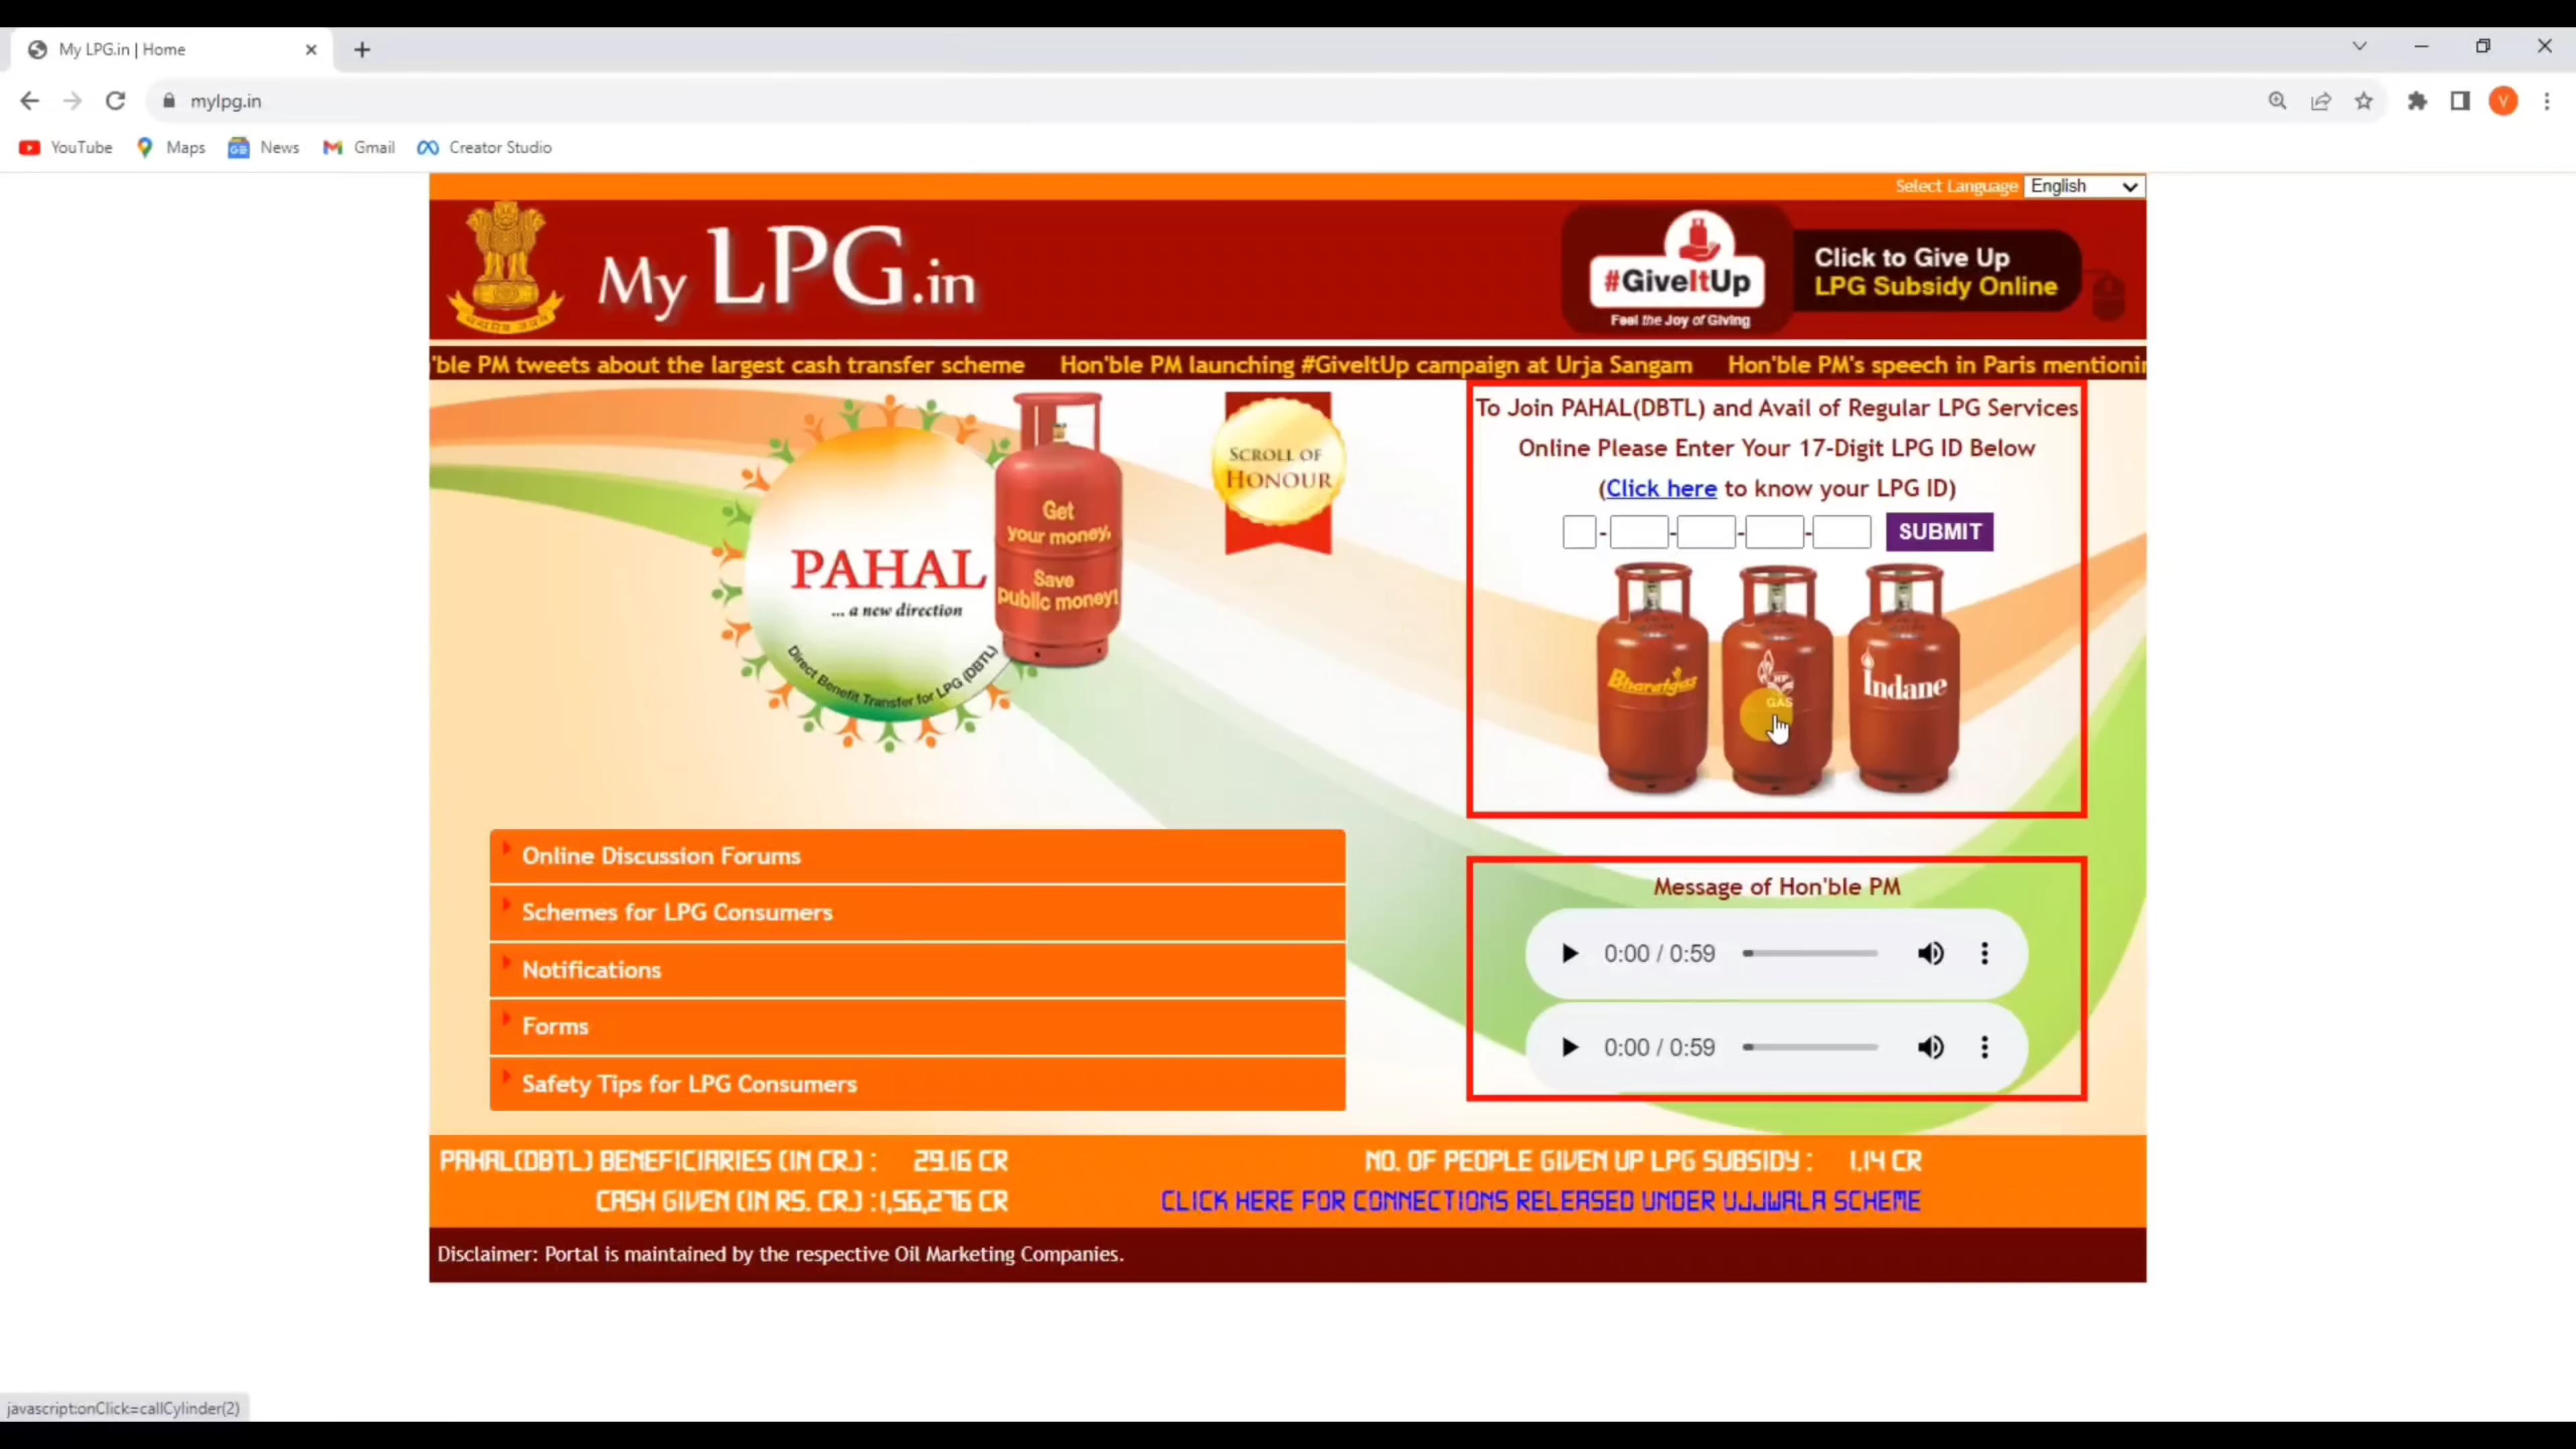 My LPG.in | Home
mylpg.in
YouTube
Maps
News
Gmail
Creator Studio
V
Select Language English
My LPG.in
#GiveItUp
Feel the Joy of Giving
Click to Give Up
LPG Subsidy Online
'ble PM tweets about the largest cash transfer scheme Hon'ble PM launching #GiveItUp campaign at Urja Sangam Hon'ble PM's speech in Paris mentionin
PAHAL
... a new direction
Direct Benefit Transfer for LPG (DBTL)
Get
your money,
Save
public money!
SCROLL OF
HONOUR
To Join PAHAL(DBTL) and Avail of Regular LPG Services
Online Please Enter Your 17-Digit LPG ID Below
(Click here to know your LPG ID)
- - - - SUBMIT
Bharatgas
HP
GAS
Indane
Online Discussion Forums
Schemes for LPG Consumers
Notifications
Forms
Safety Tips for LPG Consumers
Message of Hon'ble PM
0:00 / 0:59
0:00 / 0:59
PAHAL(DBTL) BENEFICIARIES (IN CR.) : 29.16 CR
CASH GIVEN (IN RS. CR.) :1,56,276 CR
NO. OF PEOPLE GIVEN UP LPG SUBSIDY : 1.14 CR
CLICK HERE FOR CONNECTIONS RELEASED UNDER UJJWALA SCHEME
Disclaimer: Portal is maintained by the respective Oil Marketing Companies.
javascript:onClick=callCylinder(2)